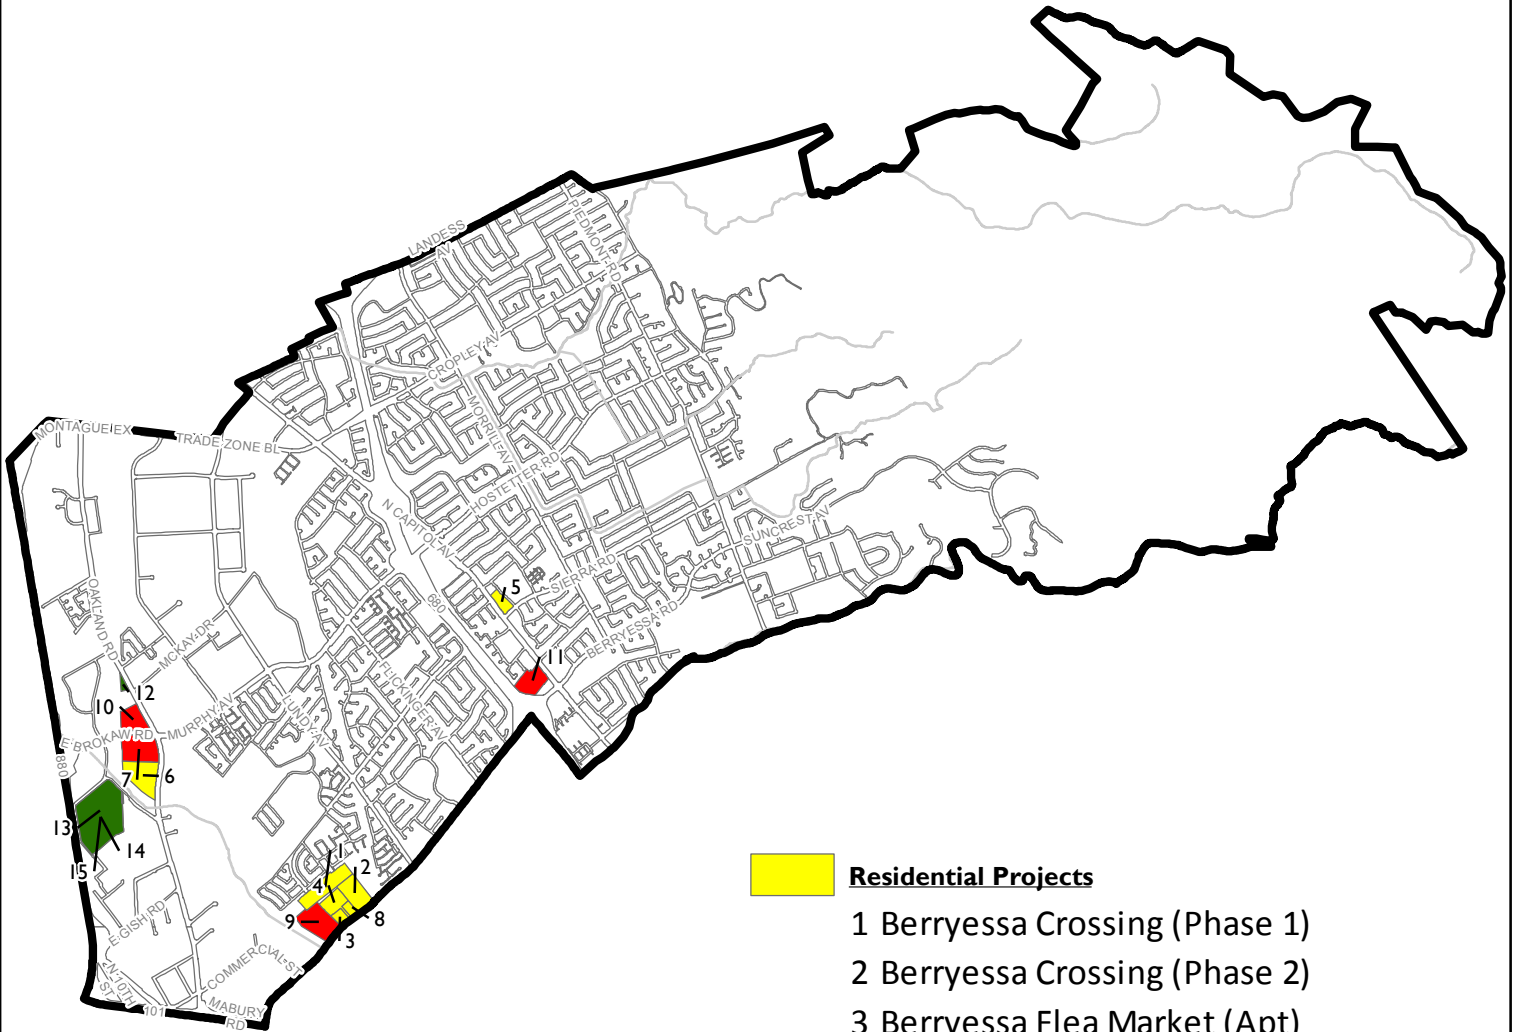 LANDESS
AV
PIEDMONT RD
CROPLEY AV
MORRILL AV
MONTAGUE EX
TRADE ZONE BL
HOSTETTER RD
N CAPITOL AV
SUNCREST AV
SIERRA RD
5
680
OAKLAND RD
MCKAY DR
BERRYESSA RD
11
FLICKINGER AV
12
10
MURPHY AV
LUNDY AV
E BROKAW RD
880
7
6
13
14
15
1
2
4
9
8
3
E GISH RD
COMMERCIAL ST
N 10TH
ST
101
MABURY
RD
Residential Projects
1 Berryessa Crossing (Phase 1)
2 Berryessa Crossing (Phase 2)
3 Berryessa Flea Market (Apt)